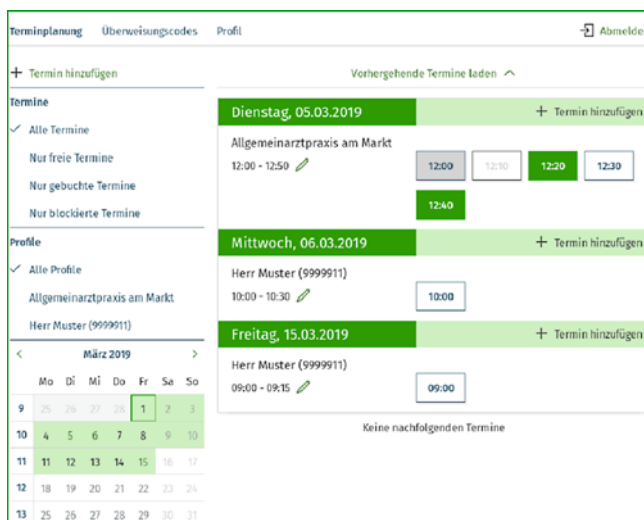 Terminplanung Überweisungscodes Profil Abmelde
+ Termin hinzufügen
Termine
Alle Termine
Nur freie Termine
Nur gebuchte Termine
Nur blockierte Termine
Profile
Alle Profile
Allgemeinarztpraxis am Markt
Herr Muster (9999911)
< März 2019 >
Mo Di Mi Do Fr Sa So
9 25 26 27 28 1 2 3
10 4 5 6 7 8 9 10
11 11 12 13 14 15 16 17
12 18 19 20 21 22 23 24
13 25 26 27 28 29 30 31
Vorhergehende Termine laden
Dienstag, 05.03.2019 + Termin hinzufügen
Allgemeinarztpraxis am Markt
12:00 - 12:50 12:00 12:10 12:20 12:30
12:40
Mittwoch, 06.03.2019 + Termin hinzufügen
Herr Muster (9999911)
10:00 - 10:30 10:00
Freitag, 15.03.2019 + Termin hinzufügen
Herr Muster (9999911)
09:00 - 09:15 09:00
Keine nachfolgenden Termine